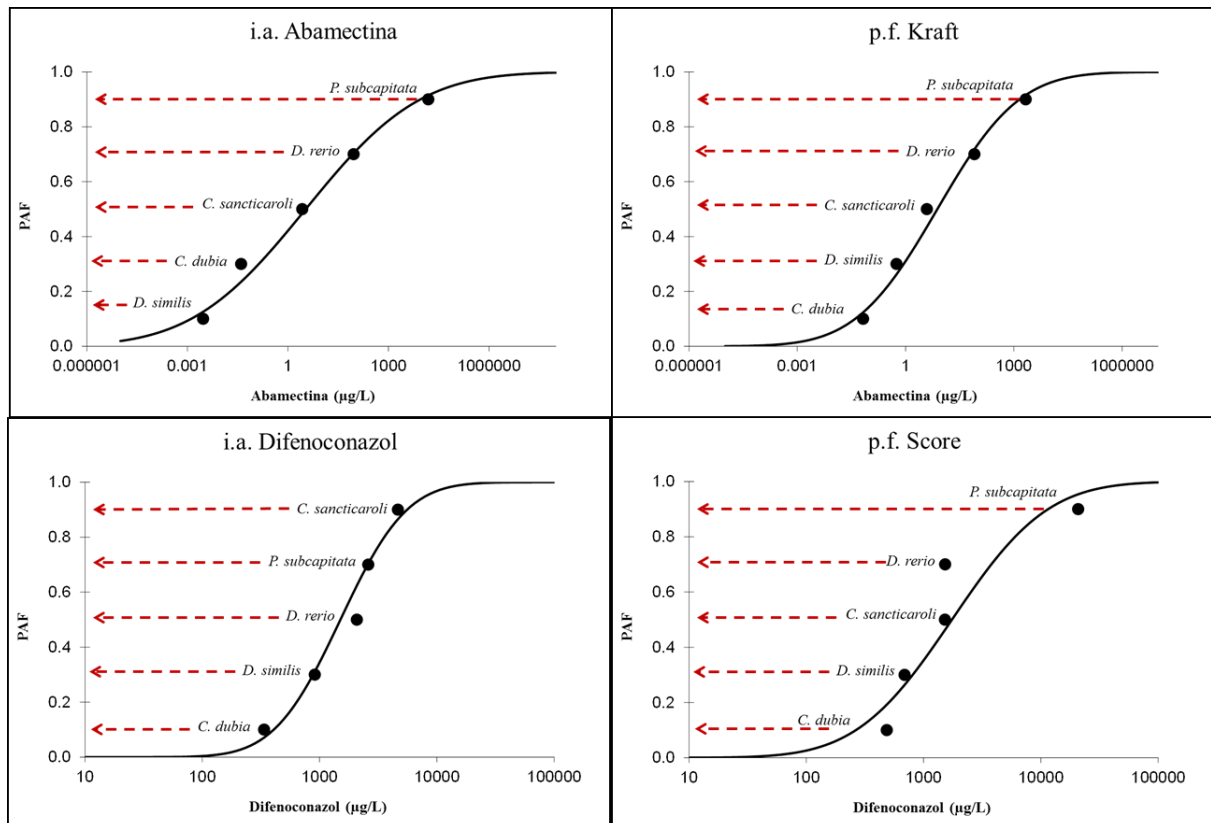 i.a. Abamectina
1.0
P. subcapitata
0.8
D. rerio
0.6
C. sancticaroli
PAF
0.4
C. dubia
0.2
D. similis
0.0
0.000001 0.001 1 1000 1000000
Abamectina (µg/L)
p.f. Kraft
1.0
P. subcapitata
0.8
D. rerio
0.6
C. sancticaroli
PAF
0.4
D. similis
0.2
C. dubia
0.0
0.000001 0.001 1 1000 1000000
Abamectina (µg/L)
i.a. Difenoconazol
1.0
C. sancticaroli
0.8
P. subcapitata
0.6
D. rerio
PAF
0.4
D. similis
0.2
C. dubia
0.0
10 100 1000 10000 100000
Difenoconazol (µg/L)
p.f. Score
1.0
P. subcapitata
0.8
D. rerio
0.6
C. sancticaroli
PAF
0.4
D. similis
0.2
C. dubia
0.0
10 100 1000 10000 100000
Difenoconazol (µg/L)